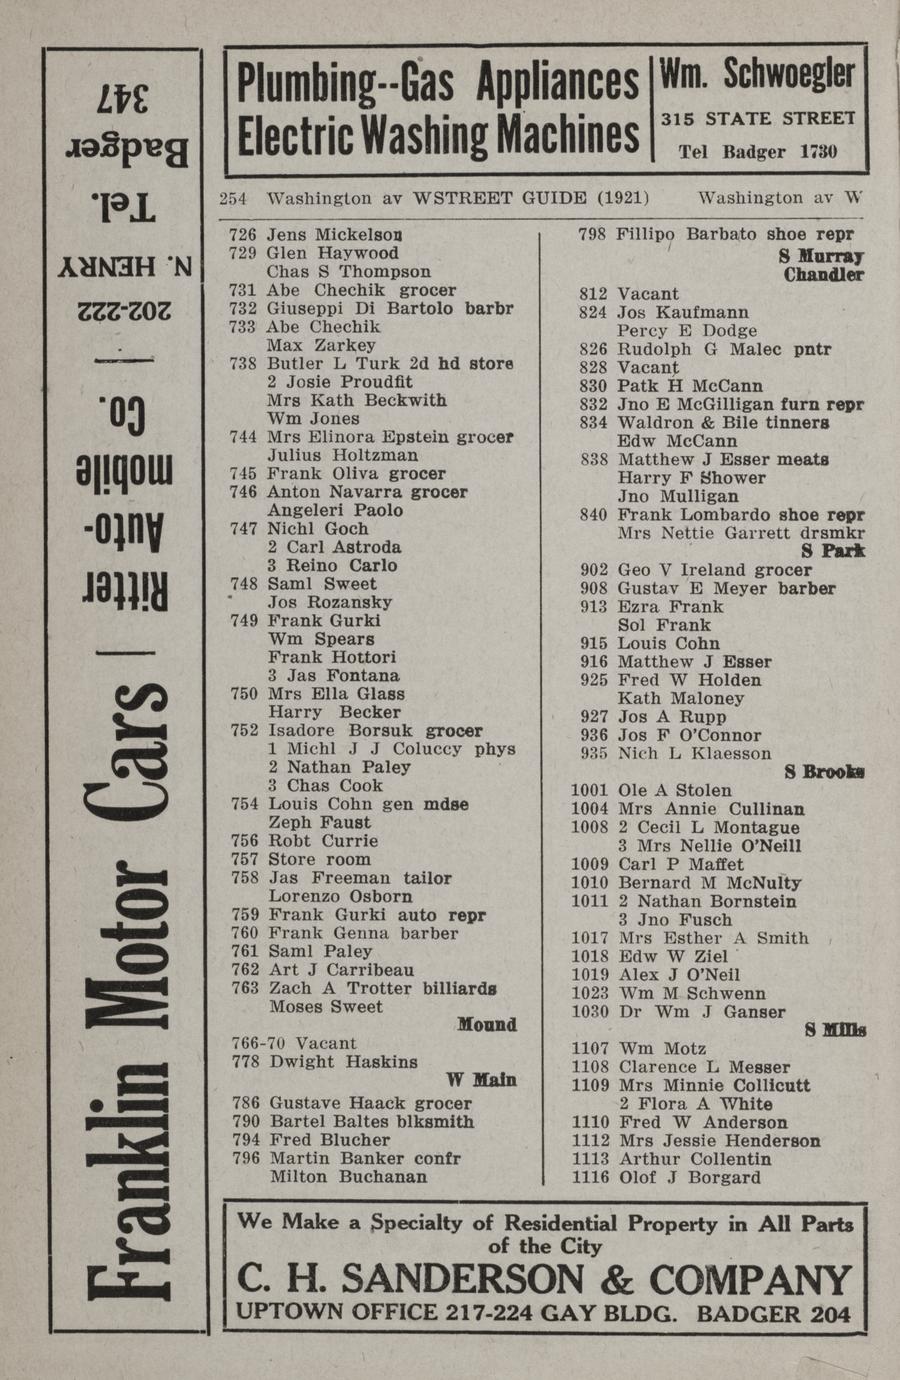 Franklin Motor Cars | Ritter Auto-
mobile
Co. |
202-222
N. HENRY
Tel.
Badger
347
Plumbing--Gas Appliances
Electric Washing Machines
Wm. Schwoegler
315 STATE STREET
Tel Badger 1730
254 Washington av WSTREET GUIDE (1921) Washington av W
726 Jens Mickelson
729 Glen Haywood
Chas S Thompson
731 Abe Chechik grocer
732 Giuseppi Di Bartolo barbr
733 Abe Chechik
Max Zarkey
738 Butler L Turk 2d hd store
2 Josie Proudfit
Mrs Kath Beckwith
Wm Jones
744 Mrs Elinora Epstein grocer
Julius Holtzman
745 Frank Oliva grocer
746 Anton Navarra grocer
Angeleri Paolo
747 Nichl Goch
2 Carl Astroda
3 Reino Carlo
748 Saml Sweet
Jos Rozansky
749 Frank Gurki
Wm Spears
Frank Hottori
3 Jas Fontana
750 Mrs Ella Glass
Harry Becker
752 Isadore Borsuk grocer
1 Michl J J Coluccy phys
2 Nathan Paley
3 Chas Cook
754 Louis Cohn gen mdse
Zeph Faust
756 Robt Currie
757 Store room
758 Jas Freeman tailor
Lorenzo Osborn
759 Frank Gurki auto repr
760 Frank Genna barber
761 Saml Paley
762 Art J Carribeau
763 Zach A Trotter billiards
Moses Sweet
Mound
766-70 Vacant
778 Dwight Haskins
W Main
786 Gustave Haack grocer
790 Bartel Baltes blksmith
794 Fred Blucher
796 Martin Banker confr
Milton Buchanan
798 Fillipo Barbato shoe repr
S Murray
Chandler
812 Vacant
824 Jos Kaufmann
Percy E Dodge
826 Rudolph G Malec pntr
828 Vacant
830 Patk H McCann
832 Jno E McGilligan furn repr
834 Waldron & Bile tinners
Edw McCann
838 Matthew J Esser meats
Harry F Shower
Jno Mulligan
840 Frank Lombardo shoe repr
Mrs Nettie Garrett drsmkr
S Park
902 Geo V Ireland grocer
908 Gustav E Meyer barber
913 Ezra Frank
Sol Frank
915 Louis Cohn
916 Matthew J Esser
925 Fred W Holden
Kath Maloney
927 Jos A Rupp
936 Jos F O'Connor
935 Nich L Klaesson
S Brooks
1001 Ole A Stolen
1004 Mrs Annie Cullinan
1008 2 Cecil L Montague
3 Mrs Nellie O'Neill
1009 Carl P Maffet
1010 Bernard M McNulty
1011 2 Nathan Bornstein
3 Jno Fusch
1017 Mrs Esther A Smith
1018 Edw W Ziel
1019 Alex J O'Neil
1023 Wm M Schwenn
1030 Dr Wm J Ganser
S Mills
1107 Wm Motz
1108 Clarence L Messer
1109 Mrs Minnie Collicutt
2 Flora A White
1110 Fred W Anderson
1112 Mrs Jessie Henderson
1113 Arthur Collentin
1116 Olof J Borgard
We Make a Specialty of Residential Property in All Parts
of the City
C. H. SANDERSON & COMPANY
UPTOWN OFFICE 217-224 GAY BLDG. BADGER 204